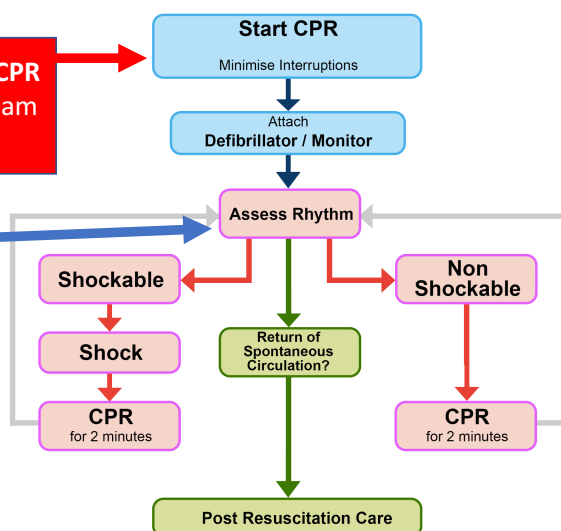 Start CPR
Minimise Interruptions
CPR
am
Attach
Defibrillator / Monitor
Assess Rhythm
Shockable
Non
Shockable
Shock
Return of
Spontaneous
Circulation?
CPR
for 2 minutes
CPR
for 2 minutes
Post Resuscitation Care